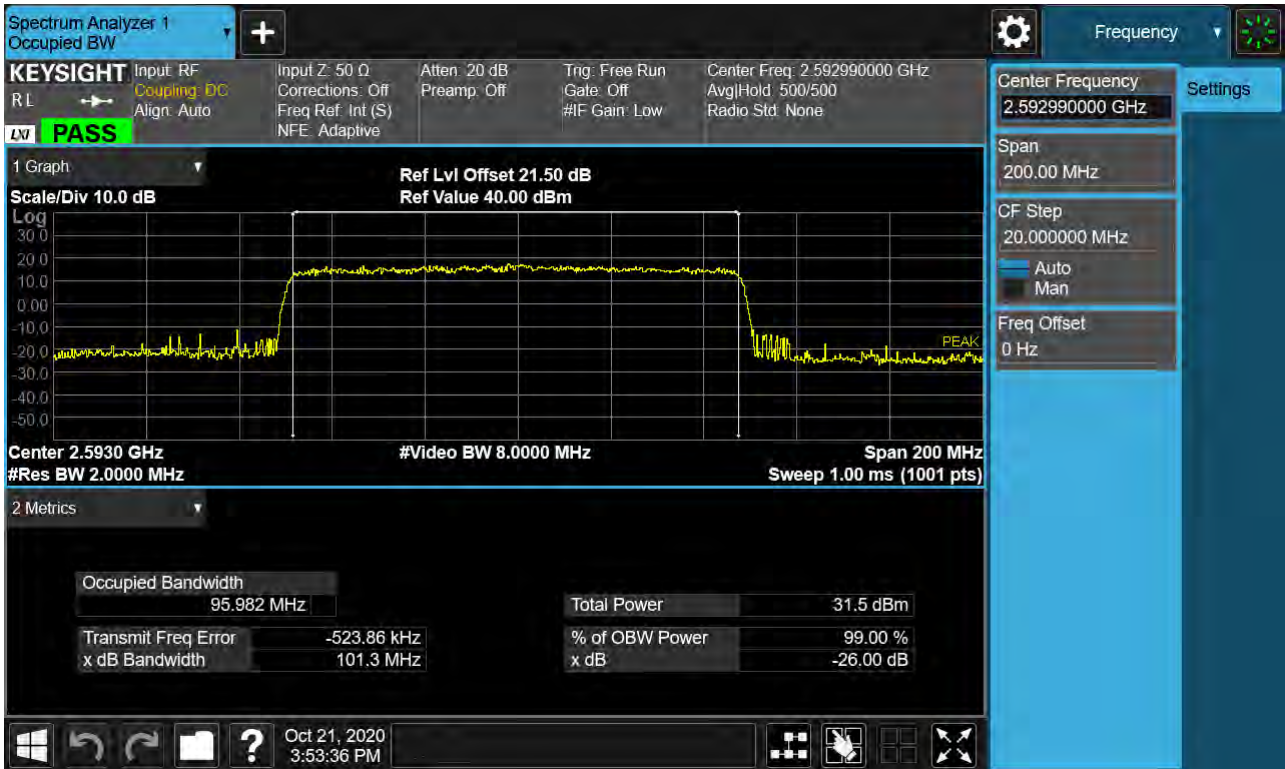 Spectrum Analyzer 1
Occupied BW
+
Frequency
KEYSIGHT
R L
LXI
PASS
Input: RF
Coupling: DC
Align: Auto
Input Z: 50 Ω
Corrections: Off
Freq Ref: Int (S)
NFE: Adaptive
Atten: 20 dB
Preamp: Off
Trig: Free Run
Gate: Off
#IF Gain: Low
Center Freq: 2.592990000 GHz
Avg|Hold: 500/500
Radio Std: None
Center Frequency
2.592990000 GHz
Settings
Span
200.00 MHz
CF Step
20.000000 MHz
Auto
Man
Freq Offset
0 Hz
1 Graph
Scale/Div 10.0 dB
Ref Lvl Offset 21.50 dB
Ref Value 40.00 dBm
Log
30.0
20.0
10.0
0.00
-10.0
-20.0
-30.0
-40.0
-50.0
PEAK
Center 2.5930 GHz
#Video BW 8.0000 MHz
Span 200 MHz
#Res BW 2.0000 MHz
Sweep 1.00 ms (1001 pts)
2 Metrics
Occupied Bandwidth
95.982 MHz
Total Power 31.5 dBm
Transmit Freq Error -523.86 kHz
% of OBW Power 99.00 %
x dB Bandwidth 101.3 MHz
x dB -26.00 dB
?
Oct 21, 2020
3:53:36 PM